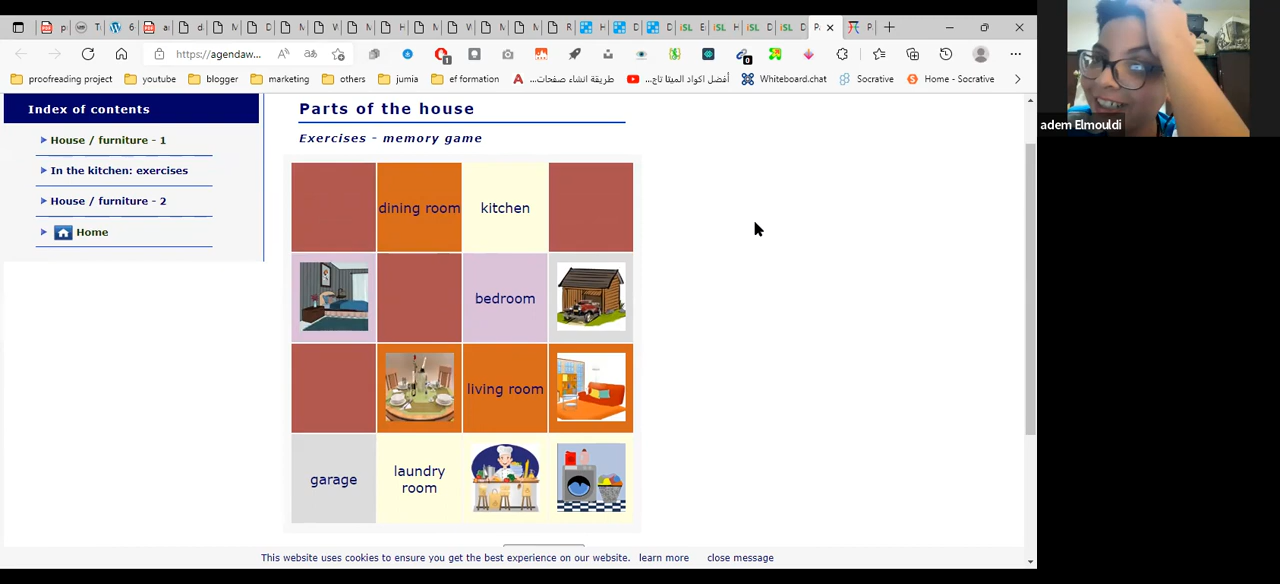 https://agendaw...
proofreading project
youtube
blogger
marketing
others
jumia
ef formation
طريقة انشاء صفحات...
أفضل اكواد الميتا تاج...
Whiteboard.chat
Socrative
Home - Socrative
adem Elmouldi
Index of contents
House / furniture - 1
In the kitchen: exercises
House / furniture - 2
Home
Parts of the house
Exercises - memory game
dining room
kitchen
bedroom
living room
garage
laundry
room
This website uses cookies to ensure you get the best experience on our website. learn more close message